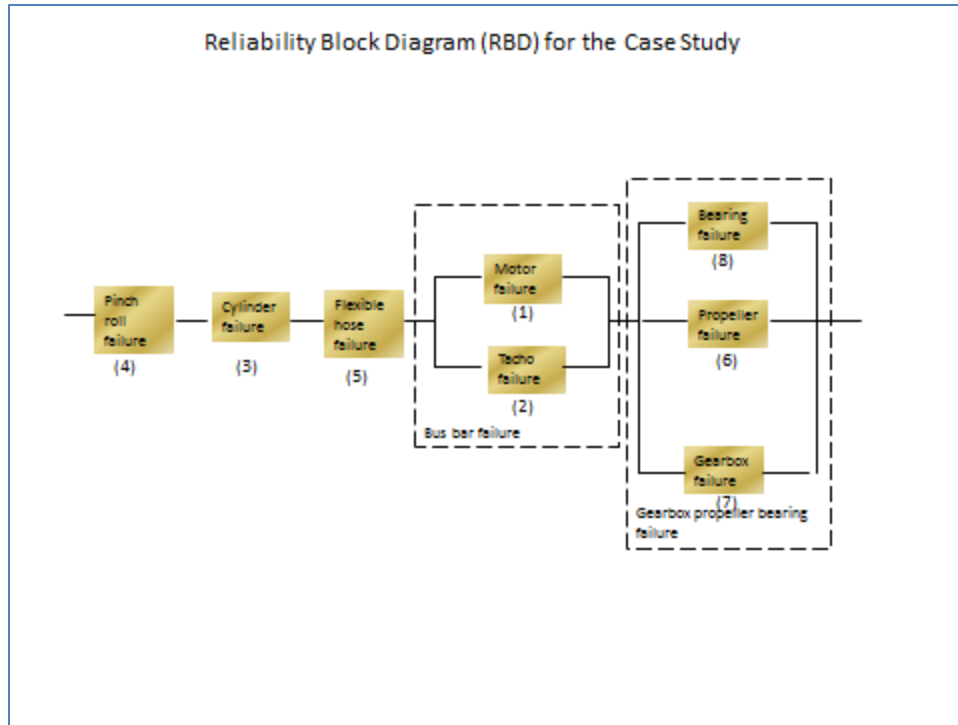 Reliability Block Diagram (RBD) for the Case Study
Pinch
roll
failure
(4)
Cylinder
failure
(3)
Flexible
hose
failure
(5)
Motor
failure
(1)
Tacho
failure
(2)
Bus bar failure
Bearing
failure
(8)
Propeller
failure
(6)
Gearbox
failure
(7)
Gearbox propeller bearing
failure